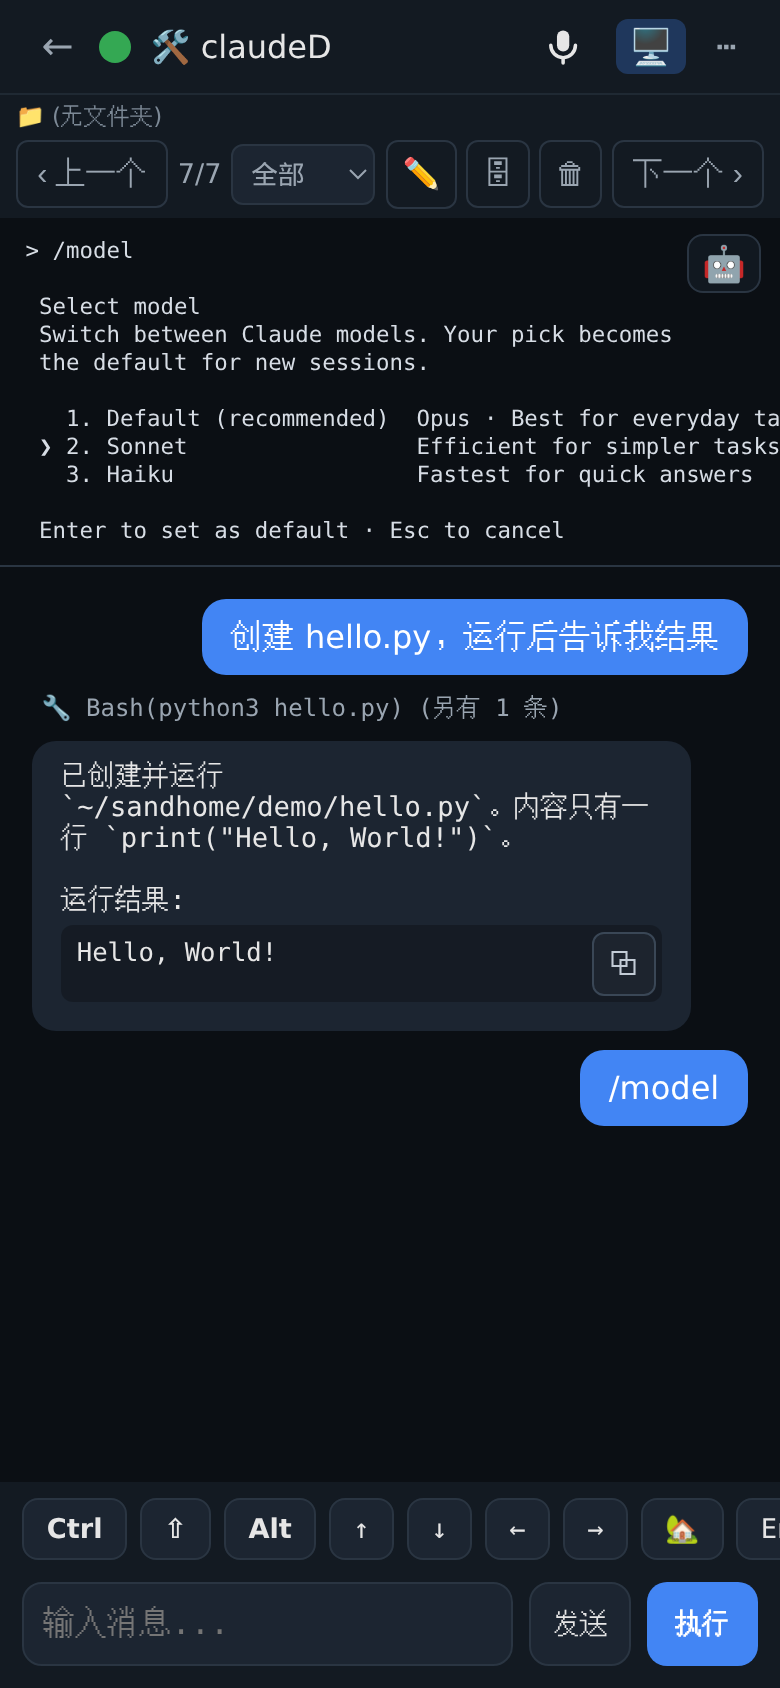 ← claudeD ···
(无文件夹)
‹ 上一个 7/7 全部 下一个 ›
> /model
Select model
Switch between Claude models. Your pick becomes
the default for new sessions.
1. Default (recommended) Opus · Best for everyday ta
❯ 2. Sonnet Efficient for simpler tasks
3. Haiku Fastest for quick answers
Enter to set as default · Esc to cancel
创建 hello.py，运行后告诉我结果
Bash(python3 hello.py) (另有 1 条)
已创建并运行
`~/sandhome/demo/hello.py`。内容只有一
行 `print("Hello, World!")`。
运行结果:
Hello, World!
/model
Ctrl ⇧ Alt ↑ ↓ ← →
输入消息... 发送 执行